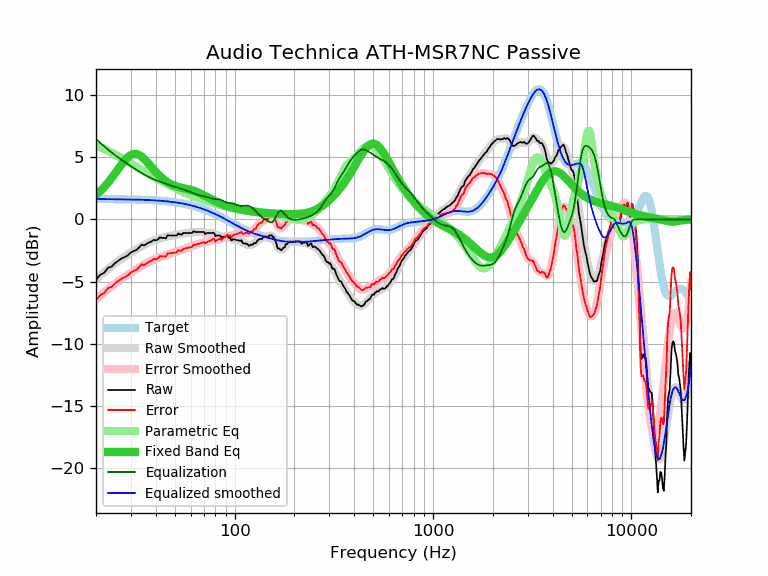 Audio Technica ATH-MSR7NC Passive
Amplitude (dBr)
10
5
0
−5
−10
−15
−20
Target
Raw Smoothed
Error Smoothed
Raw
Error
Parametric Eq
Fixed Band Eq
Equalization
Equalized smoothed
100
1000
10000
Frequency (Hz)